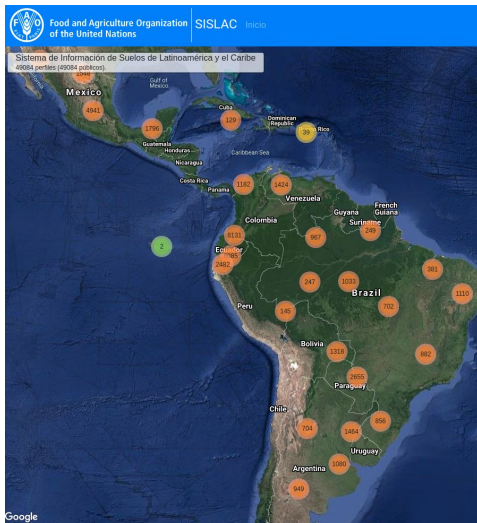 FAO
Food and Agriculture Organization
of the United Nations
SISLAC
Inicio
Sistema de Información de Suelos de Latinoamérica y el Caribe
49084 perfiles (49084 públicos).
Gulf of
Mexico
Mexico
4941
1796
Cuba
129
Dominican
Republic
Rico
39
Guatemala
Honduras
Caribbean Sea
Nicaragua
Costa Rica
Panama
1182
1424
Venezuela
Guyana
French
Guiana
Suriname
249
Colombia
967
6131
Ecuador
2482
2
381
247
1033
Brazil
1110
702
Peru
145
Bolivia
1318
882
2655
Paraguay
Chile
704
1464
856
Uruguay
1080
Argentina
949
Google